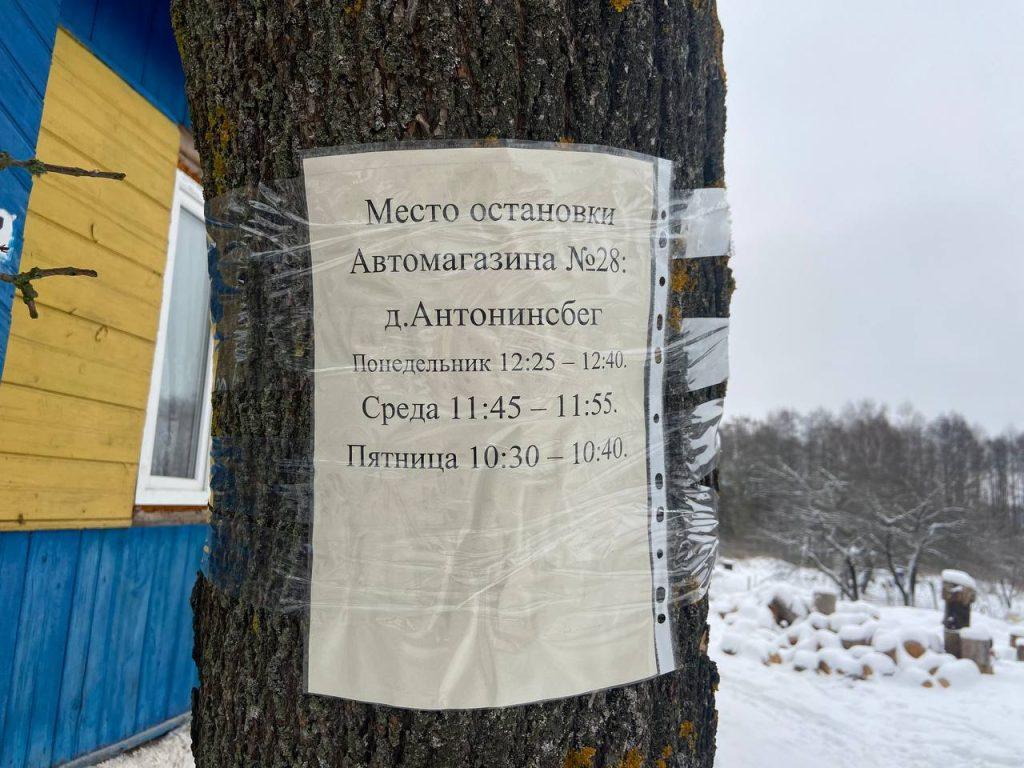 Место остановки
Автомагазина №28:
д.Антонинсбег
Понедельник 12:25 – 12:40.
Среда 11:45 – 11:55.
Пятница 10:30 – 10:40.